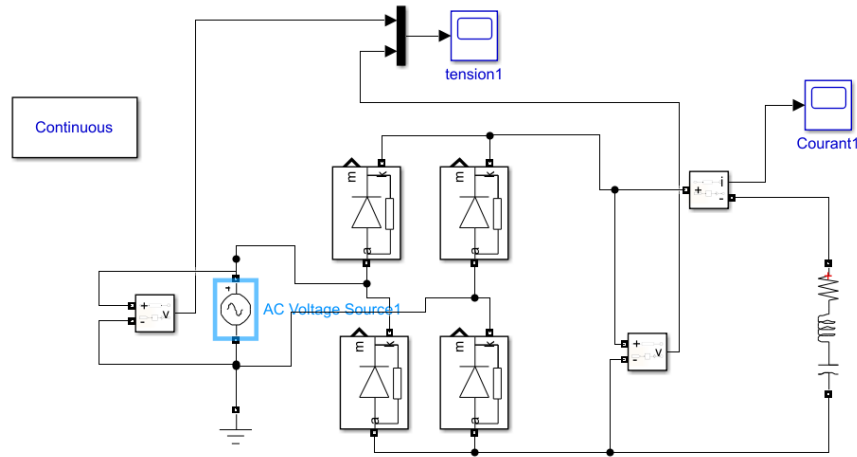 tension1
Continuous
Courant1
m
k
a
m
k
a
i
+
-
+
-
v
+
AC Voltage Source1
m
k
a
m
k
a
+
-
v
+